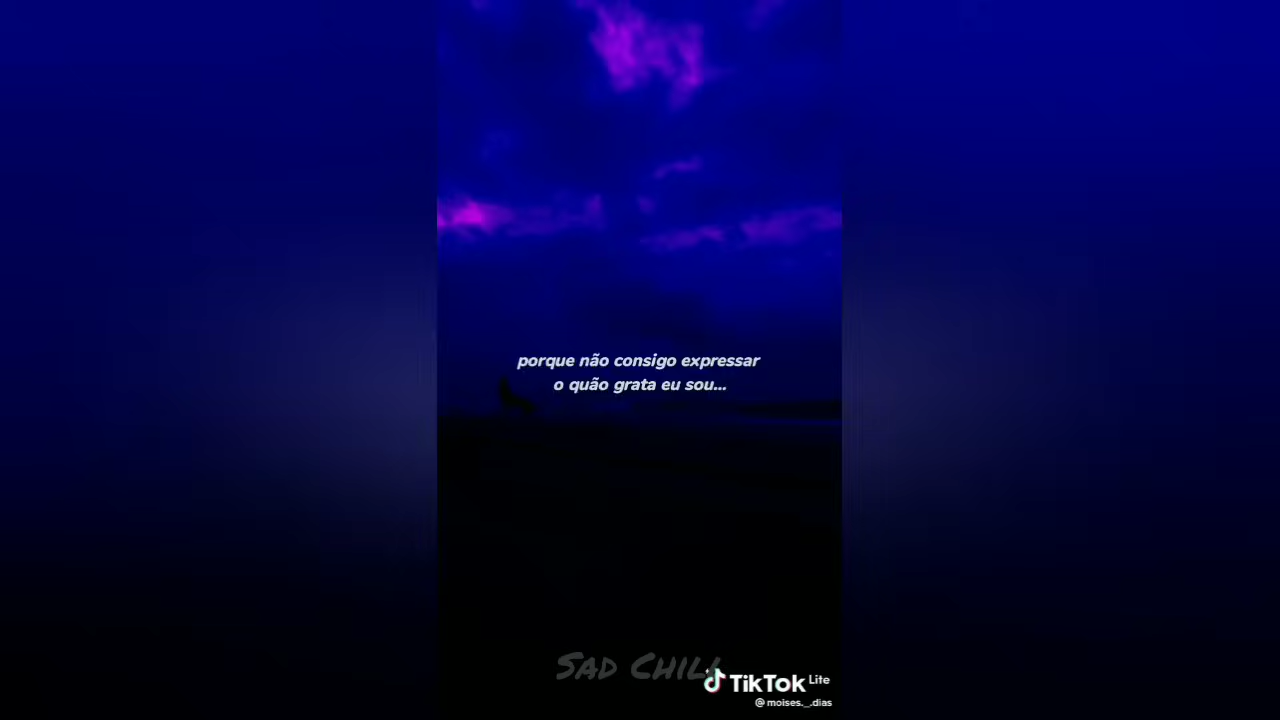 porque não consigo expressar
o quão grata eu sou...
SAD CHILL
TikTok Lite
@moises._.dias